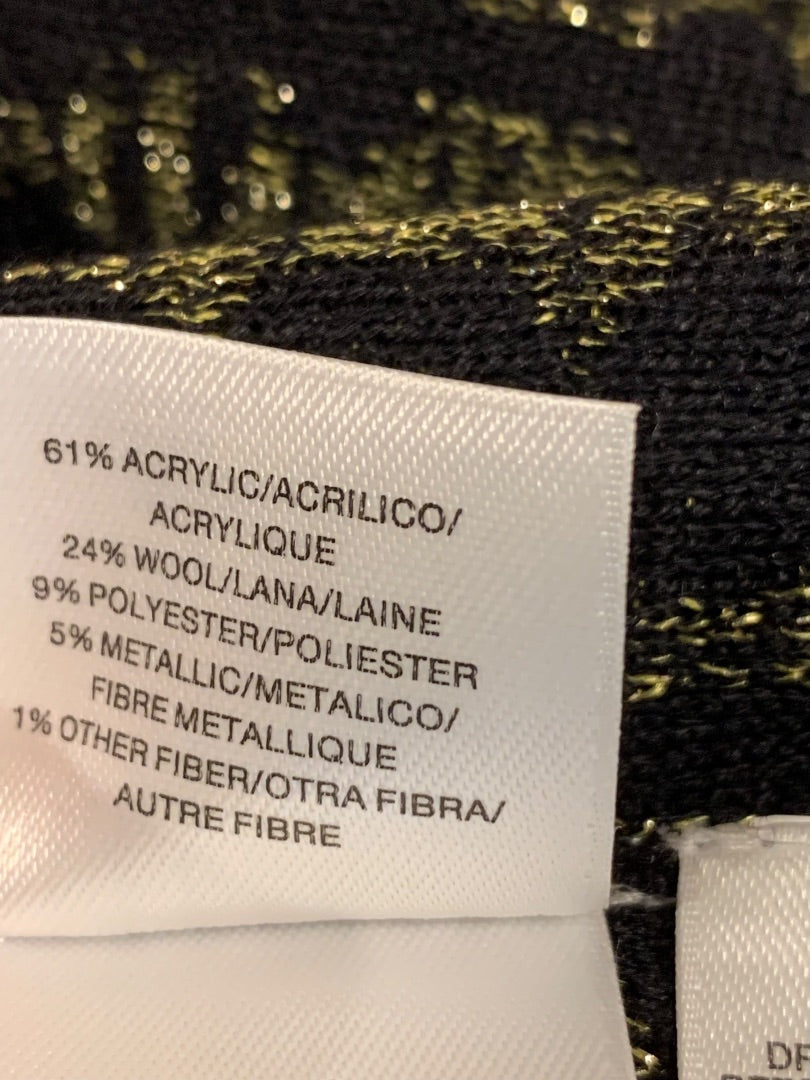 61% ACRYLIC/ACRILICO/
ACRYLIQUE
24% WOOL/LANA/LAINE
9% POLYESTER/POLIESTER
5% METALLIC/METALICO/
FIBRE METALLIQUE
1% OTHER FIBER/OTRA FIBRA/
AUTRE FIBRE